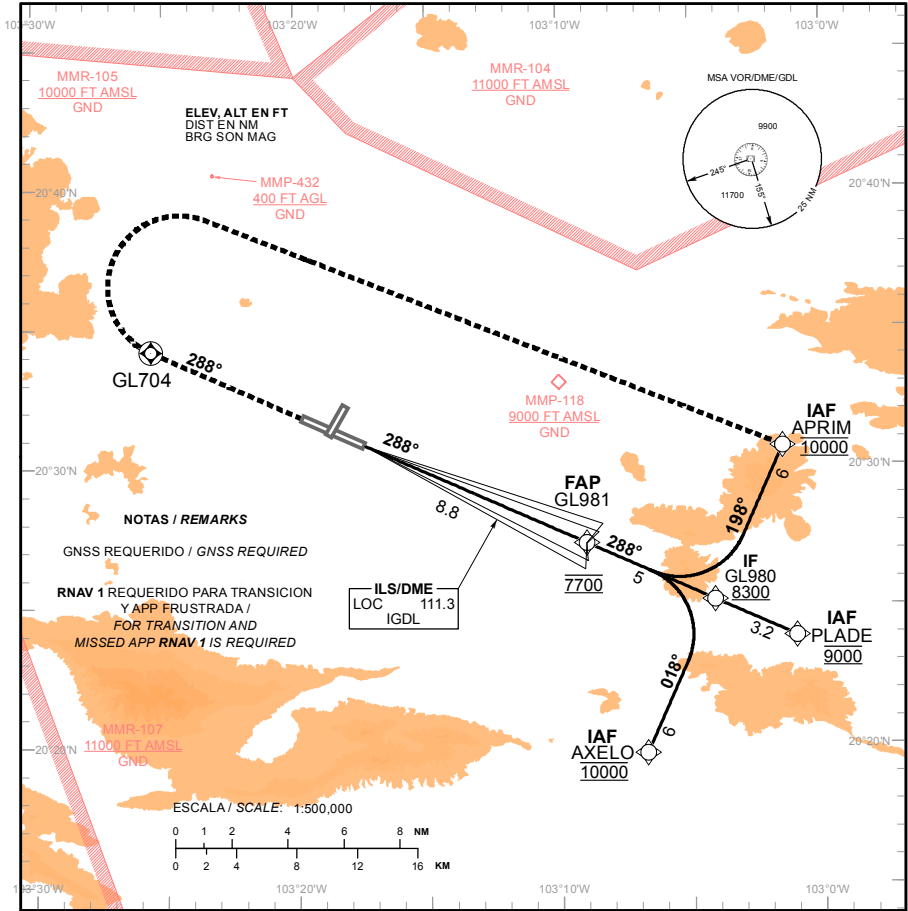 103°30'W
103°20'W
103°10'W
103°0'W
MMR-105
10000 FT AMSL
GND
MMR-104
11000 FT AMSL
GND
MSA VOR/DME/GDL
9900
245°
155°
11700
25 NM
ELEV, ALT EN FT
DIST EN NM
BRG SON MAG
MMP-432
400 FT AGL
GND
20°40'N
20°40'N
288°
GL704
MMP-118
9000 FT AMSL
GND
IAF
APRIM
10000
6
198°
20°30'N
20°30'N
288°
8.8
FAP
GL981
7700
288°
5
IF
GL980
8300
3.2
IAF
PLADE
9000
NOTAS / REMARKS
GNSS REQUERIDO / GNSS REQUIRED
RNAV 1 REQUERIDO PARA TRANSICION
Y APP FRUSTRADA /
FOR TRANSITION AND
MISSED APP RNAV 1 IS REQUIRED
ILS/DME
LOC 111.3
IGDL
018°
6
IAF
AXELO
10000
MMR-107
11000 FT AMSL
GND
20°20'N
20°20'N
ESCALA / SCALE: 1:500,000
0 1 2 4 6 8 NM
0 2 4 8 12 16 KM
103°30'W
103°20'W
103°10'W
103°0'W